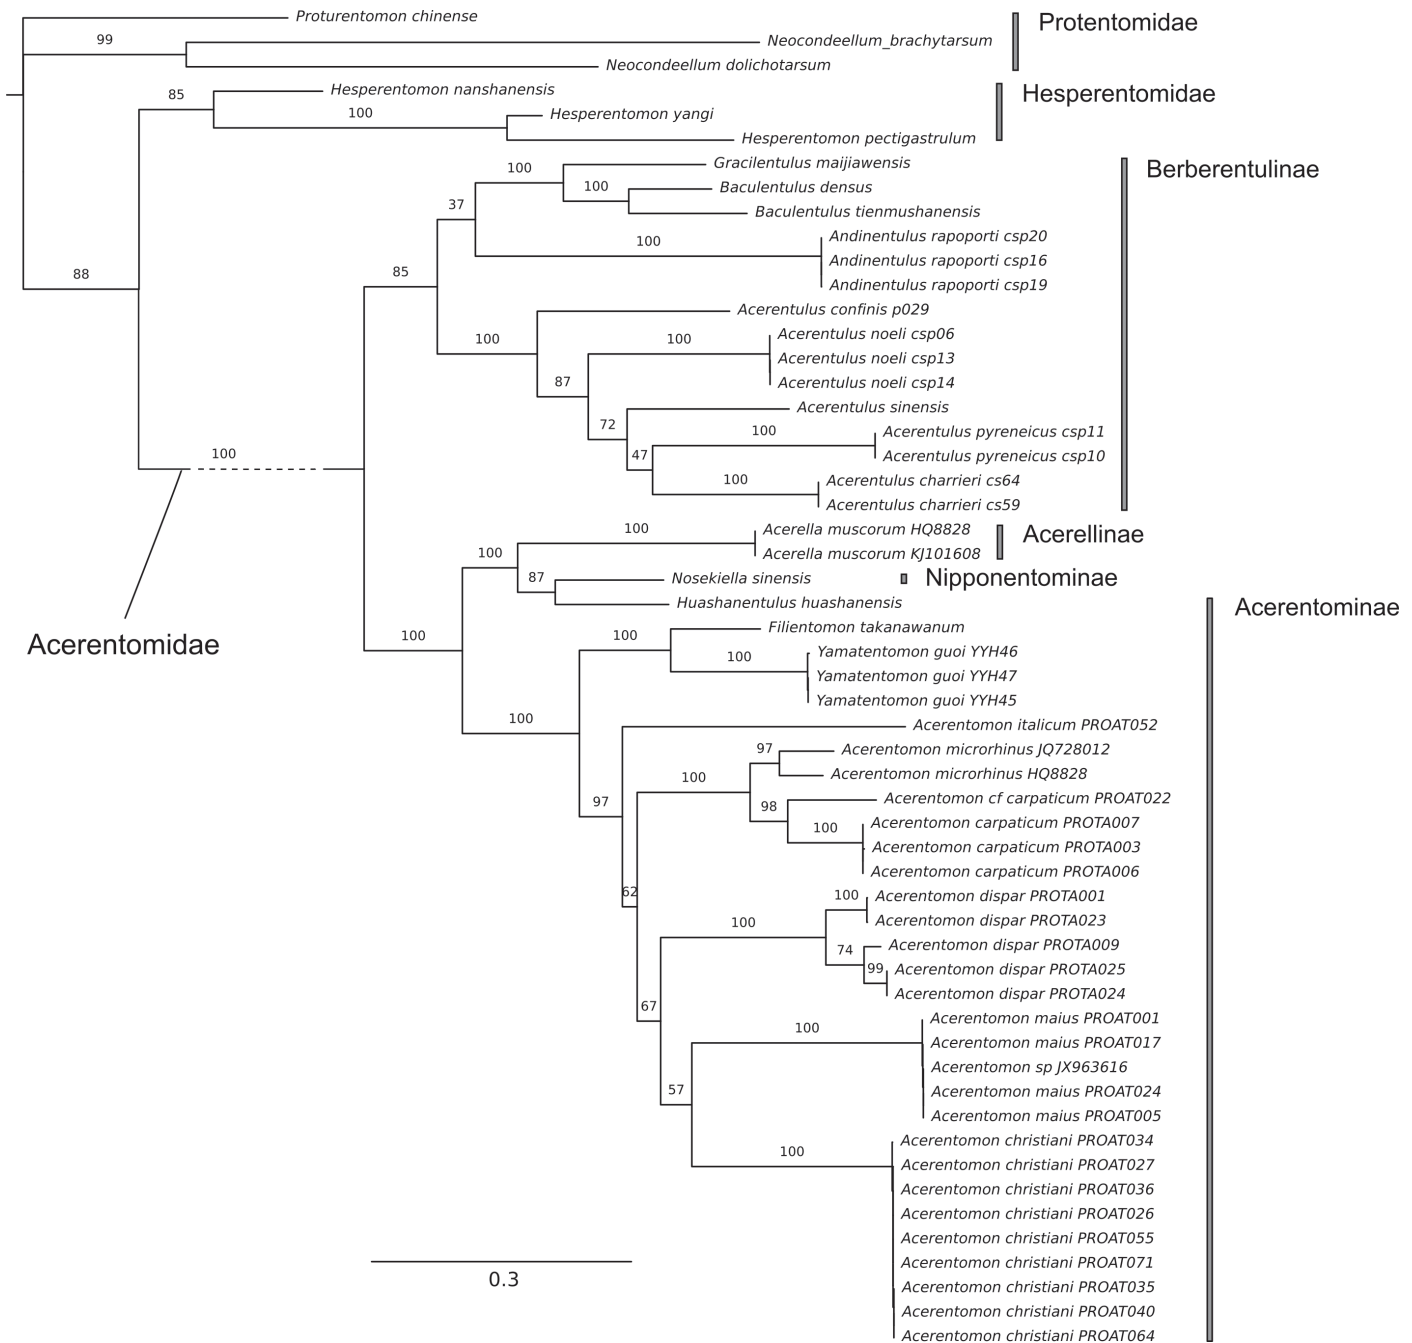 Proturentomon chinense
Protentomidae
99
Neocondeellum_brachytarsum
Neocondeellum dolichotarsum
85
Hesperentomon nanshanensis
Hesperentomidae
100
Hesperentomon yangi
Hesperentomon pectigastrulum
100
Gracilentulus maijiawensis
Berberentulinae
100
Baculentulus densus
37
Baculentulus tienmushanensis
100
Andinentulus rapoporti csp20
Andinentulus rapoporti csp16
88
85
Andinentulus rapoporti csp19
Acerentulus confinis p029
100
100
Acerentulus noeli csp06
Acerentulus noeli csp13
87
Acerentulus noeli csp14
72
Acerentulus sinensis
100
Acerentulus pyreneicus csp11
100
47
Acerentulus pyreneicus csp10
100
Acerentulus charrieri cs64
Acerentulus charrieri cs59
100
Acerella muscorum HQ8828
Acerellinae
100
Acerella muscorum KJ101608
87
Nosekiella sinensis
Nipponentominae
Huashanentulus huashanensis
Acerentominae
Acerentomidae
100
100
Filientomon takanawanum
100
Yamatentomon guoi YYH46
Yamatentomon guoi YYH47
Yamatentomon guoi YYH45
100
Acerentomon italicum PROAT052
97
Acerentomon microrhinus JQ728012
100
Acerentomon microrhinus HQ8828
97
98
Acerentomon cf carpaticum PROAT022
100
Acerentomon carpaticum PROTA007
Acerentomon carpaticum PROTA003
Acerentomon carpaticum PROTA006
62
100
Acerentomon dispar PROTA001
100
Acerentomon dispar PROTA023
74
Acerentomon dispar PROTA009
99
Acerentomon dispar PROTA025
Acerentomon dispar PROTA024
67
100
Acerentomon maius PROAT001
Acerentomon maius PROAT017
Acerentomon sp JX963616
57
Acerentomon maius PROAT024
Acerentomon maius PROAT005
100
Acerentomon christiani PROAT034
Acerentomon christiani PROAT027
Acerentomon christiani PROAT036
Acerentomon christiani PROAT026
Acerentomon christiani PROAT055
Acerentomon christiani PROAT071
0.3
Acerentomon christiani PROAT035
Acerentomon christiani PROAT040
Acerentomon christiani PROAT064